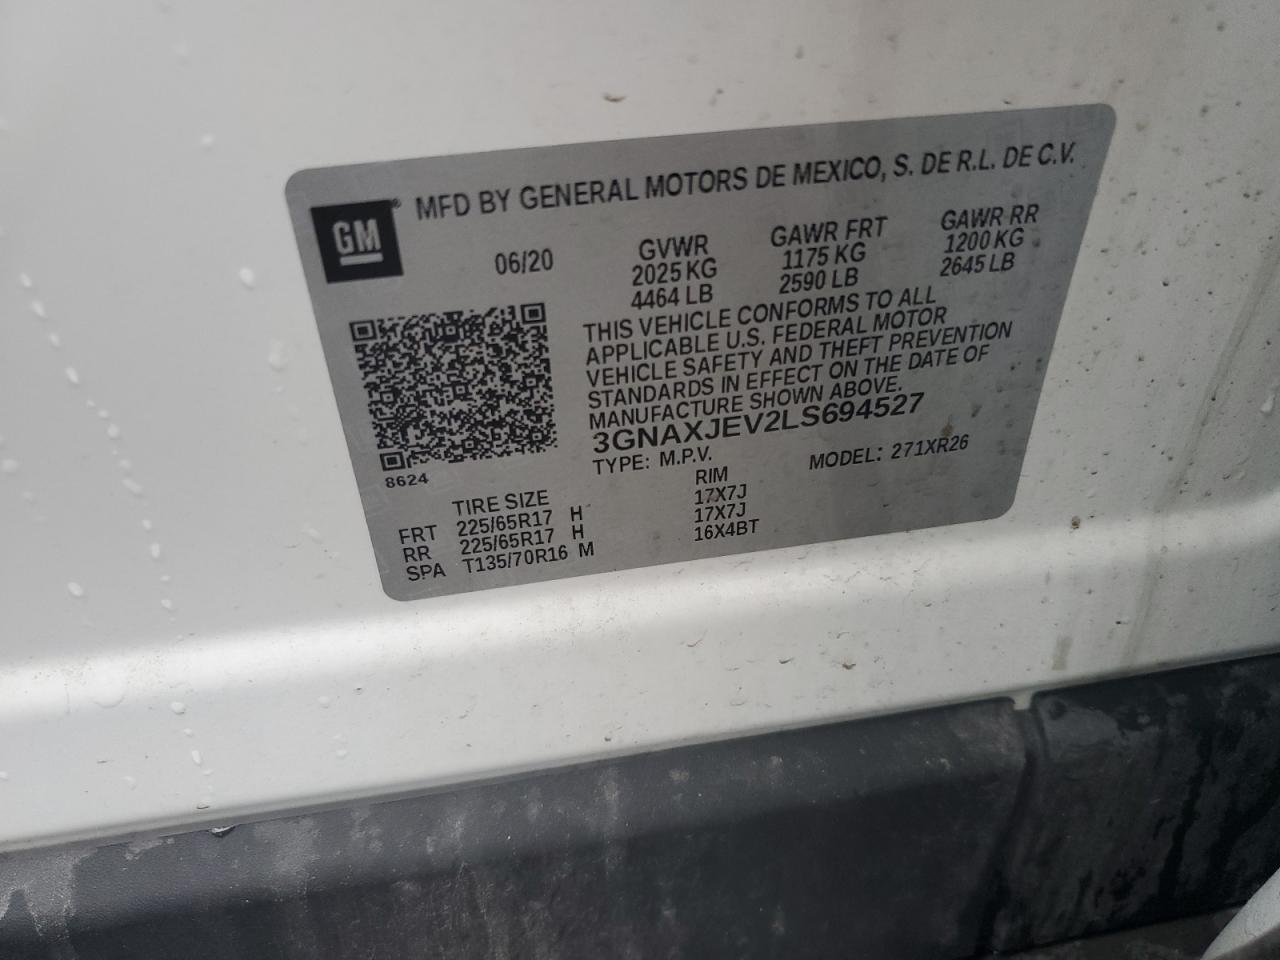 MFD BY GENERAL MOTORS DE MEXICO, S. DE R.L. DE C.V.
GM®
06/20
GVWR GAWR FRT GAWR RR
2025 KG 1175 KG 1200 KG
4464 LB 2590 LB 2645 LB
THIS VEHICLE CONFORMS TO ALL
APPLICABLE U.S. FEDERAL MOTOR
VEHICLE SAFETY AND THEFT PREVENTION
STANDARDS IN EFFECT ON THE DATE OF
MANUFACTURE SHOWN ABOVE.
3GNAXJEV2LS694527
TYPE: M.P.V. MODEL: 271XR26
8624
TIRE SIZE RIM
FRT 225/65R17 H 17X7J
RR 225/65R17 H 17X7J
SPA T135/70R16 M 16X4BT